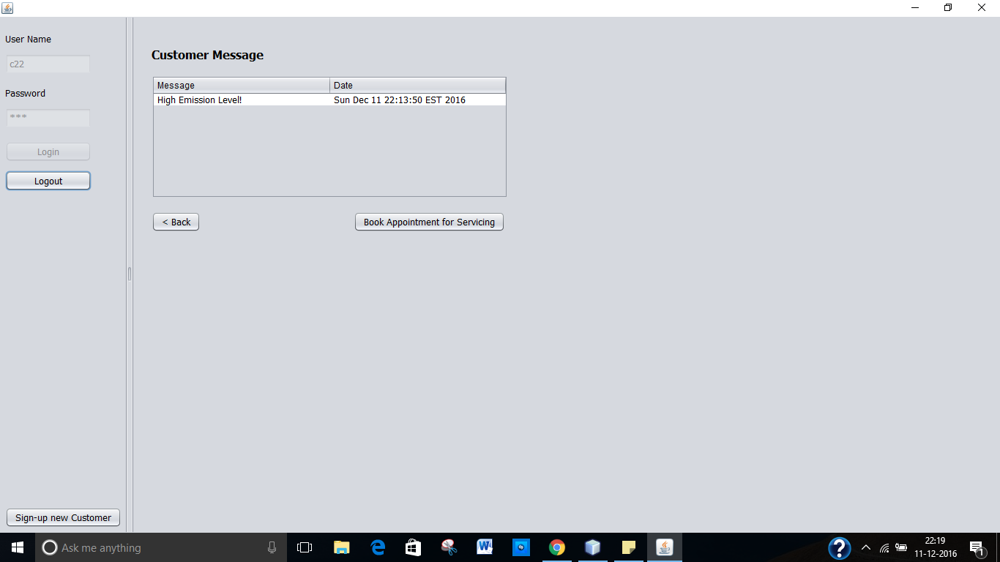 User Name
c22
Password
***
Login
Logout
Sign-up new Customer
Customer Message
Message Date
High Emission Level! Sun Dec 11 22:13:50 EST 2016
< Back Book Appointment for Servicing
Ask me anything
22:19
11-12-2016
1